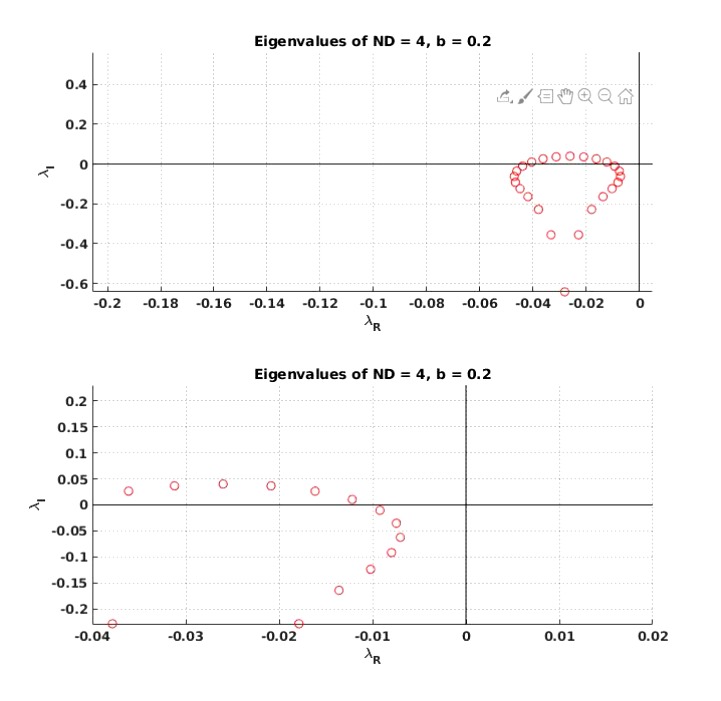 Eigenvalues of ND = 4, b = 0.2
0.4
0.2
0
-0.2
-0.4
-0.6
λI
-0.2 -0.18 -0.16 -0.14 -0.12 -0.1 -0.08 -0.06 -0.04 -0.02 0
λR
Eigenvalues of ND = 4, b = 0.2
0.2
0.15
0.1
0.05
0
-0.05
-0.1
-0.15
-0.2
λI
-0.04 -0.03 -0.02 -0.01 0 0.01 0.02
λR